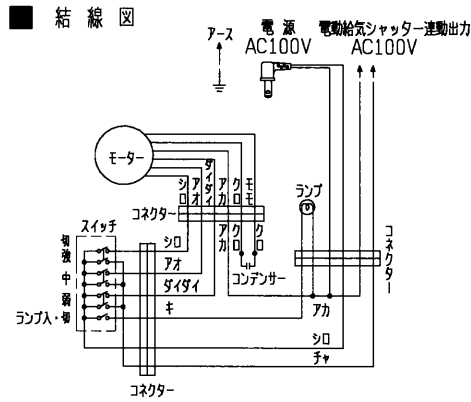 ■ 結線図
アース
電源
AC100V
電動給気シャッター連動出力
AC100V
モーター
シロ
アオ
ダイダイ
アカ
クロ
モモ
ランプ
コネクター
スイッチ
切
強
中
弱
ランプ入・切
シロ
アオ
ダイダイ
キ
アカ
クロ
クロ
コンデンサー
コネクター
アカ
シロ
チャ
コネクター